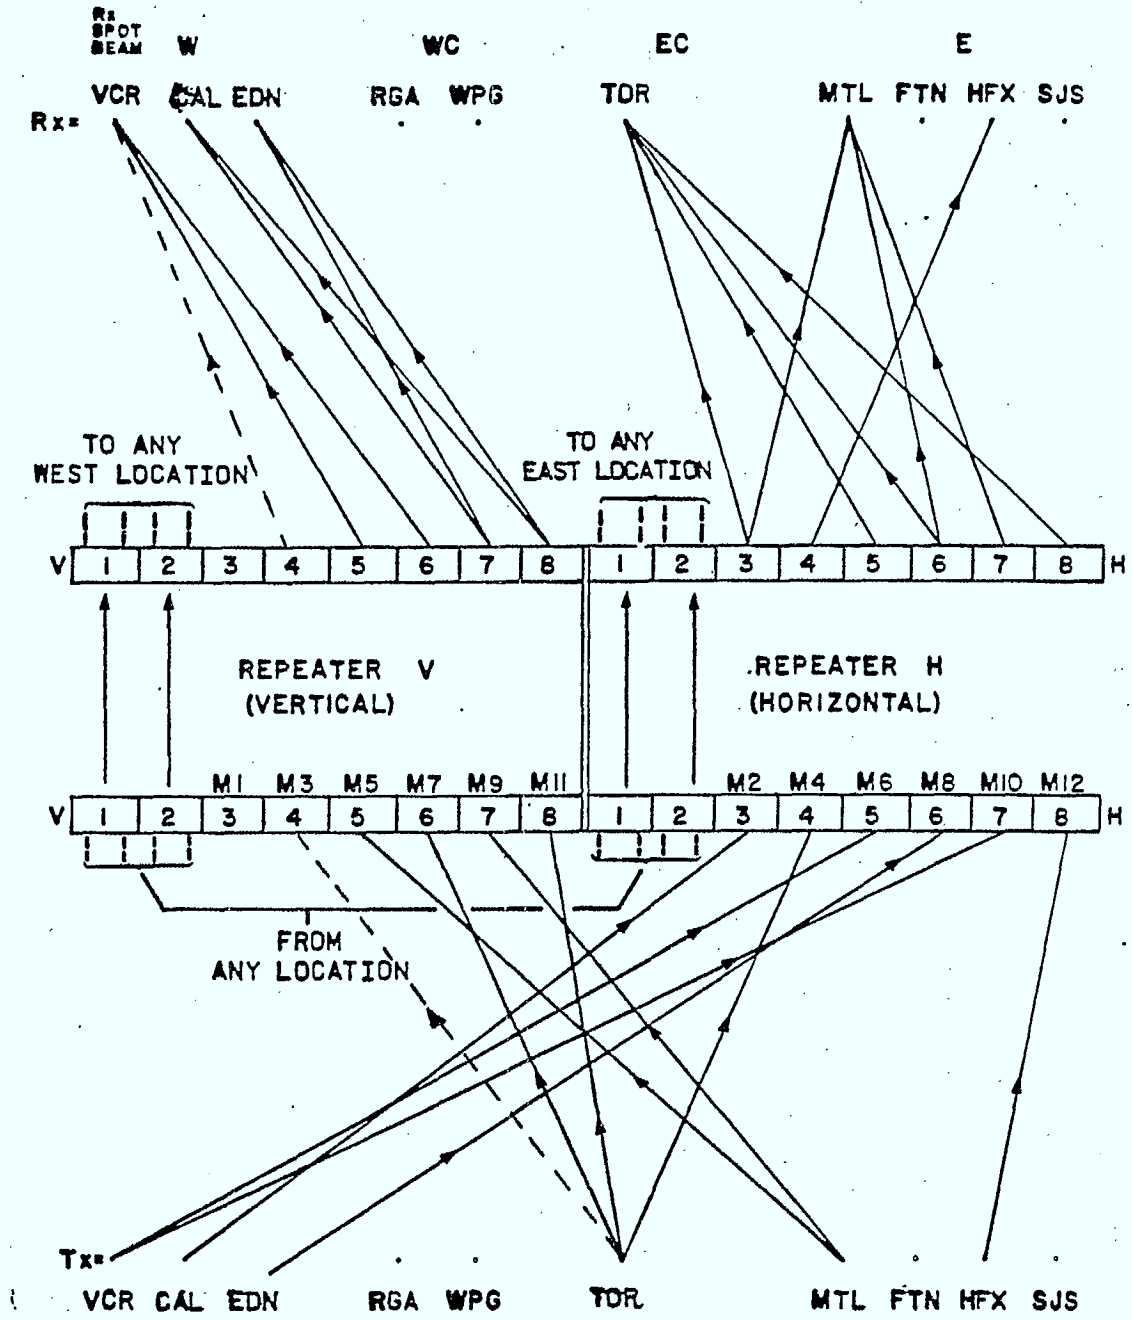 Rx
SPOT
BEAM W WC EC E
VCR CAL EDN RGA WPG TOR MTL FTN HFX SJS
Rx=
TO ANY
WEST LOCATION
TO ANY
EAST LOCATION
V 1 2 3 4 5 6 7 8 1 2 3 4 5 6 7 8 H
REPEATER V
(VERTICAL)
REPEATER H
(HORIZONTAL)
M1 M3 M5 M7 M9 M11 M2 M4 M6 M8 M10 M12
V 1 2 3 4 5 6 7 8 1 2 3 4 5 6 7 8 H
FROM
ANY LOCATION
Tx=
VCR CAL EDN RGA WPG TOR MTL FTN HFX SJS